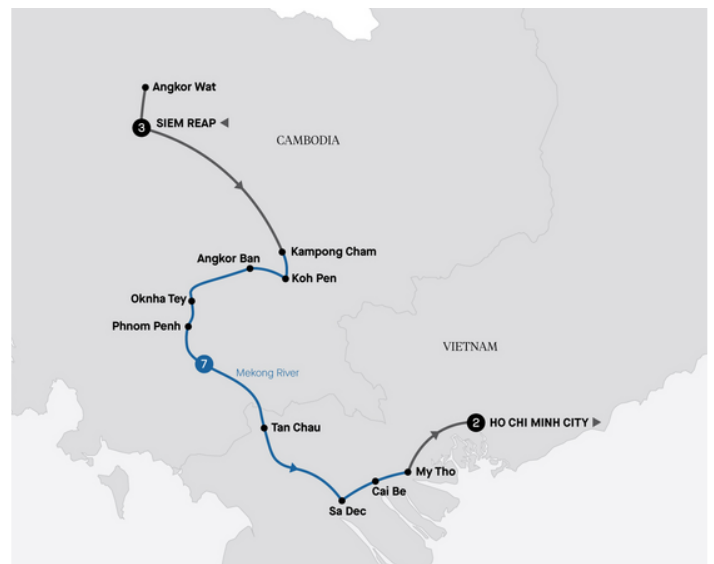 Angkor Wat
3 SIEM REAP
CAMBODIA
Kampong Cham
Angkor Ban
Koh Pen
Oknha Tey
Phnom Penh
7
Mekong River
VIETNAM
Tan Chau
2 HO CHI MINH CITY
My Tho
Cai Be
Sa Dec